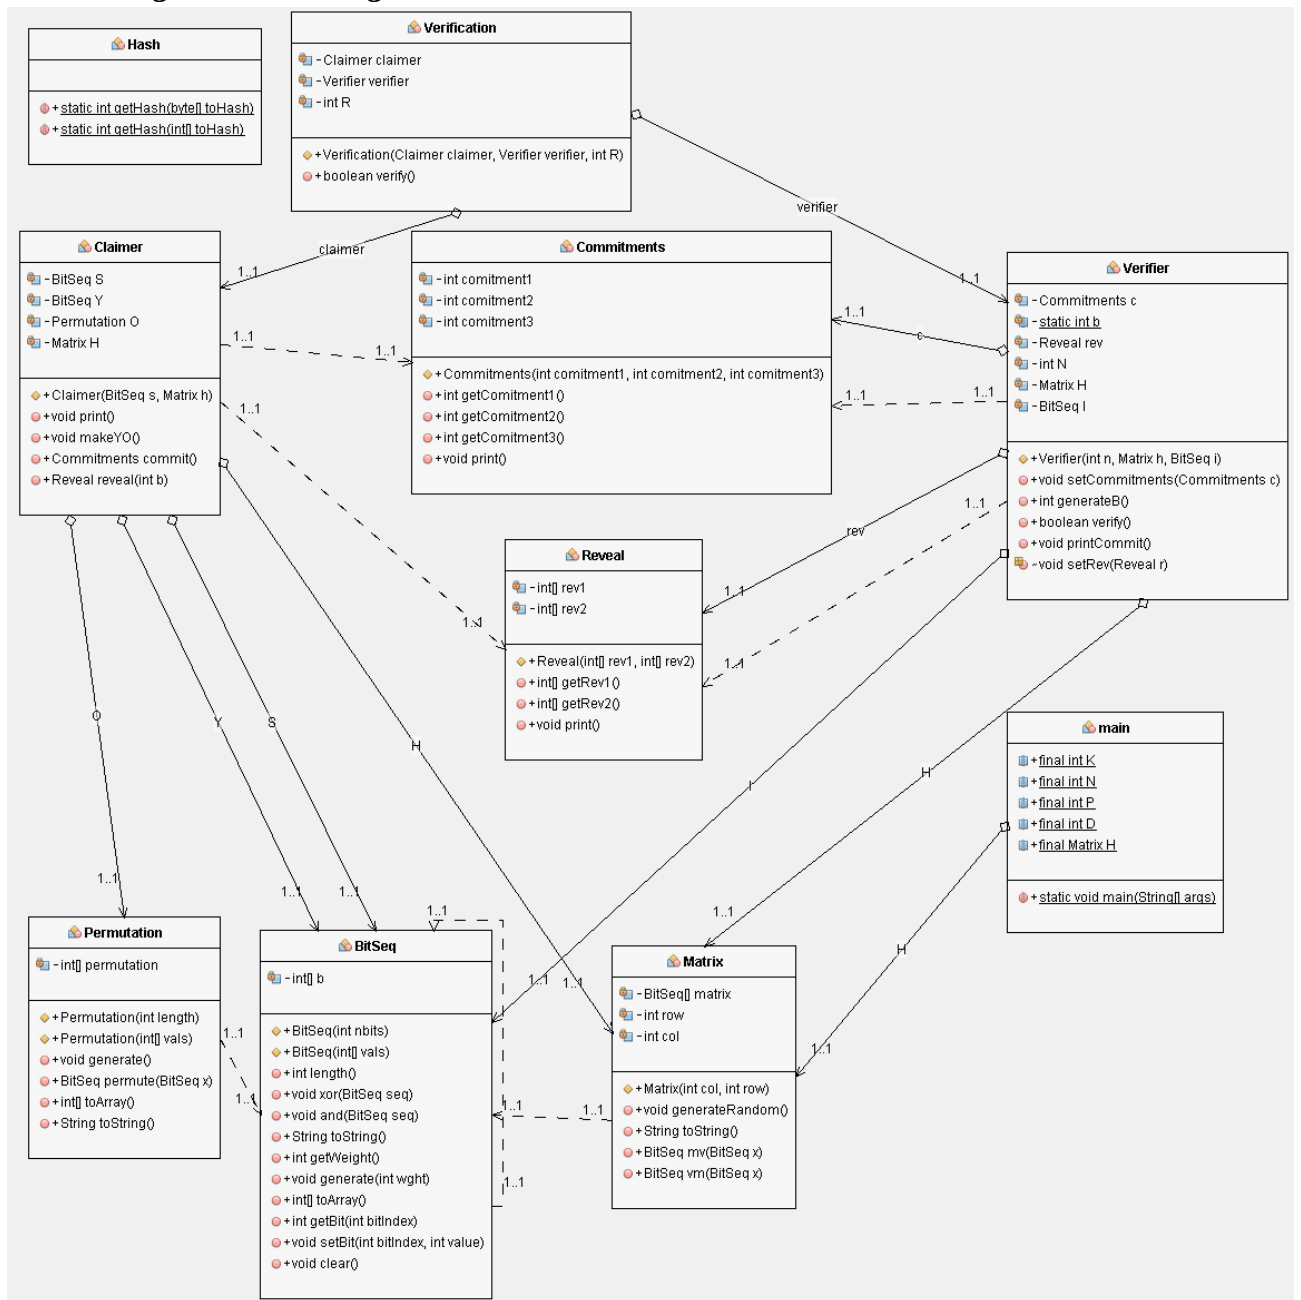 Hash
+static int getHash(byte[] toHash)
+static int getHash(int[] toHash)
Verification
-Claimer claimer
-Verifier verifier
-int R
+Verification(Claimer claimer, Verifier verifier, int R)
+boolean verify()
verifier
claimer
1..1
1..1
Claimer
-BitSeq S
-BitSeq Y
-Permutation O
-Matrix H
+Claimer(BitSeq s, Matrix h)
+void print()
+void makeYO()
+Commitments commit()
+Reveal reveal(int b)
1..1
1..1
1..1
Commitments
-int comitment1
-int comitment2
-int comitment3
+Commitments(int comitment1, int comitment2, int comitment3)
+int getComitment1()
+int getComitment2()
+int getComitment3()
+void print()
1..1
c
1..1
1..1
Verifier
-Commitments c
-static int b
-Reveal rev
-int N
-Matrix H
-BitSeq I
+Verifier(int n, Matrix h, BitSeq i)
+void setCommitments(Commitments c)
+int generateB()
+boolean verify()
+void printCommit()
~void setRev(Reveal r)
1..1
rev
1..1
1..1
1..1
Reveal
-int[] rev1
-int[] rev2
+Reveal(int[] rev1, int[] rev2)
+int[] getRev1()
+int[] getRev2()
+void print()
O
Y
S
H
I
H
H
main
+final int K
+final int N
+final int P
+final int D
+final Matrix H
+static void main(String[] args)
1..1
1..1
1..1
1..1
1..1
1..1
1..1
1..1
Permutation
-int[] permutation
+Permutation(int length)
+Permutation(int[] vals)
+void generate()
+BitSeq permute(BitSeq x)
+int[] toArray()
+String toString()
1..1
1..1
BitSeq
-int[] b
+BitSeq(int nbits)
+BitSeq(int[] vals)
+int length()
+void xor(BitSeq seq)
+void and(BitSeq seq)
+String toString()
+int getWeight()
+void generate(int wght)
+int[] toArray()
+int getBit(int bitIndex)
+void setBit(int bitIndex, int value)
+void clear()
1..1
1..1
1..1
Matrix
-BitSeq[] matrix
-int row
-int col
+Matrix(int col, int row)
+void generateRandom()
+String toString()
+BitSeq mv(BitSeq x)
+BitSeq vm(BitSeq x)